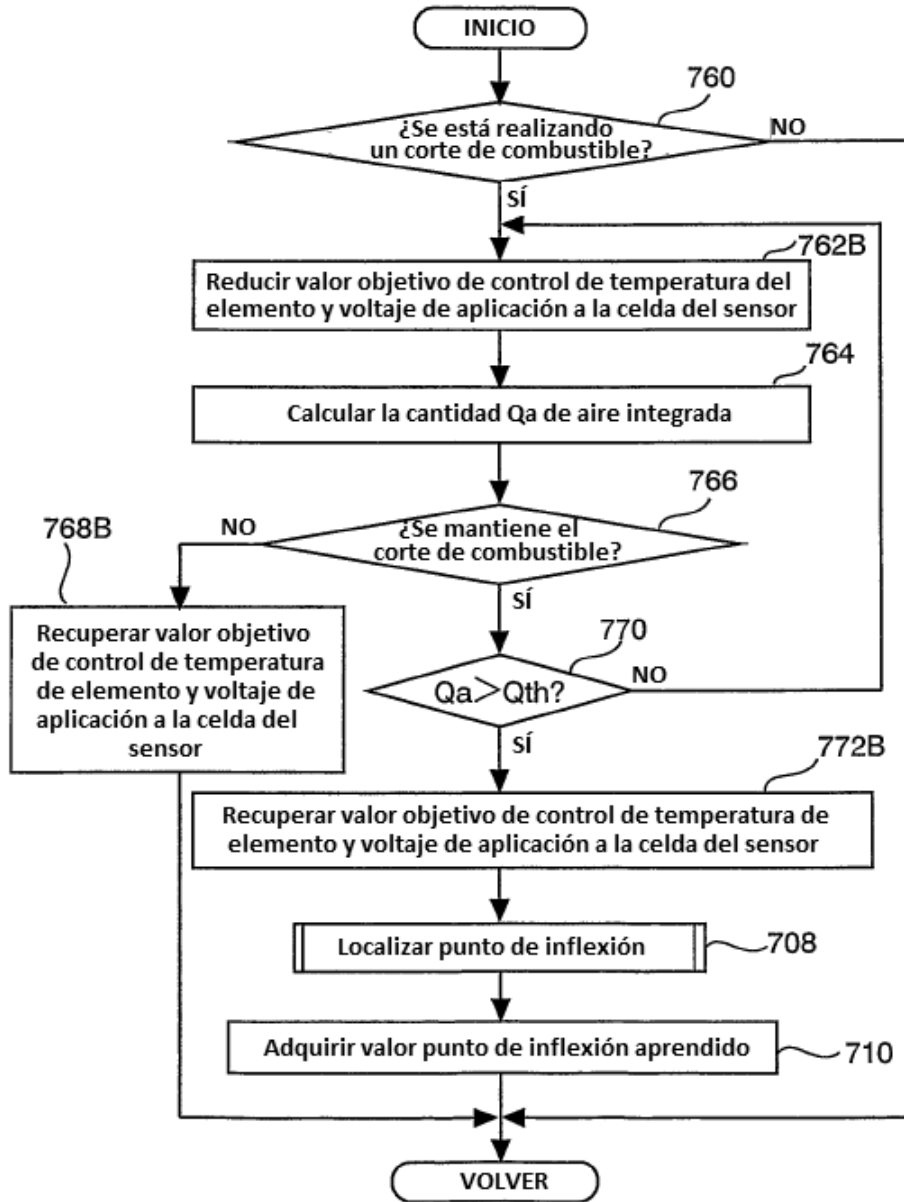 INICIO
760
¿Se está realizando
un corte de combustible?
NO
SÍ
762B
Reducir valor objetivo de control de temperatura del
elemento y voltaje de aplicación a la celda del sensor
764
Calcular la cantidad Qa de aire integrada
766
¿Se mantiene el
corte de combustible?
NO
SÍ
768B
Recuperar valor objetivo
de control de temperatura
de elemento y voltaje de
aplicación a la celda del
sensor
770
Qa>Qth?
NO
SÍ
772B
Recuperar valor objetivo de control de temperatura de
elemento y voltaje de aplicación a la celda del sensor
Localizar punto de inflexión
708
Adquirir valor punto de inflexión aprendido
710
VOLVER